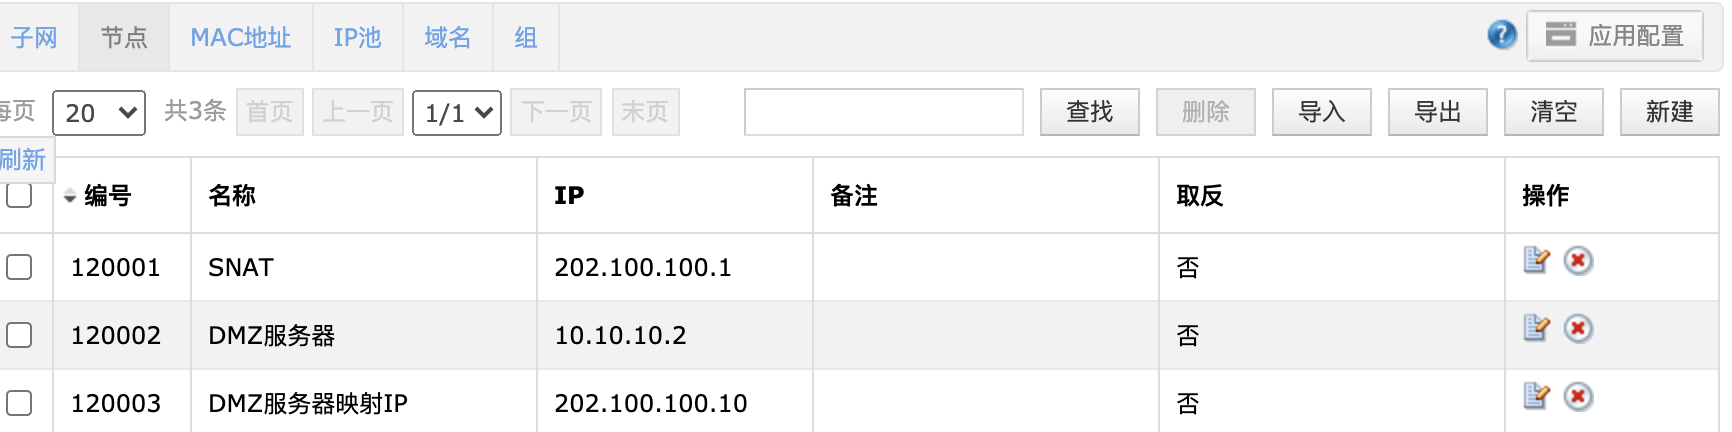 子网 节点 MAC地址 IP池 域名 组 应用配置
每页 20 共3条 首页 上一页 1/1 下一页 末页 查找 删除 导入 导出 清空 新建
刷新
编号 名称 IP 备注 取反 操作
120001 SNAT 202.100.100.1 否
120002 DMZ服务器 10.10.10.2 否
120003 DMZ服务器映射IP 202.100.100.10 否